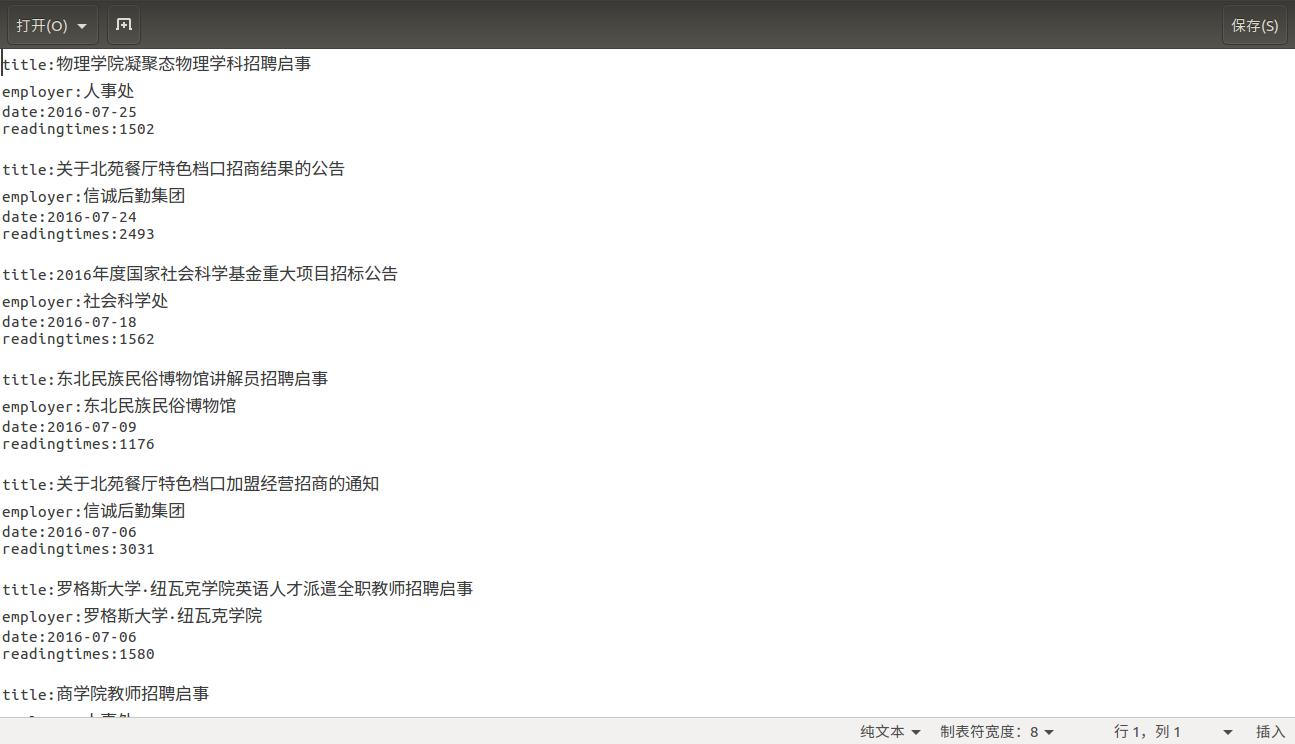 打开(O)
保存(S)
title:物理学院凝聚态物理学科招聘启事
employer:人事处
date:2016-07-25
readingtimes:1502
title:关于北苑餐厅特色档口招商结果的公告
employer:信诚后勤集团
date:2016-07-24
readingtimes:2493
title:2016年度国家社会科学基金重大项目招标公告
employer:社会科学处
date:2016-07-18
readingtimes:1562
title:东北民族民俗博物馆讲解员招聘启事
employer:东北民族民俗博物馆
date:2016-07-09
readingtimes:1176
title:关于北苑餐厅特色档口加盟经营招商的通知
employer:信诚后勤集团
date:2016-07-06
readingtimes:3031
title:罗格斯大学·纽瓦克学院英语人才派遣全职教师招聘启事
employer:罗格斯大学·纽瓦克学院
date:2016-07-06
readingtimes:1580
title:商学院教师招聘启事
纯文本 制表符宽度: 8 行 1，列 1 插入